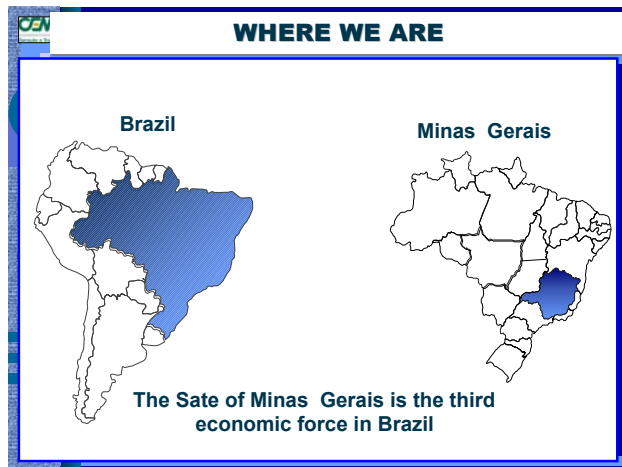 WHERE WE ARE
Brazil
Minas Gerais
The Sate of Minas Gerais is the third
economic force in Brazil